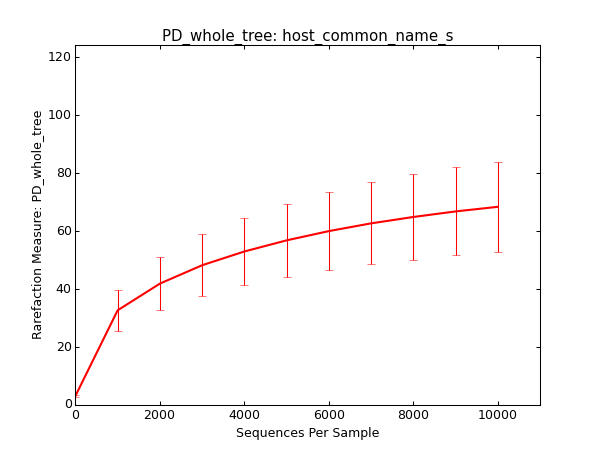 PD_whole_tree: host_common_name_s
120
100
80
60
40
20
0
Rarefaction Measure: PD_whole_tree
0 2000 4000 6000 8000 10000
Sequences Per Sample